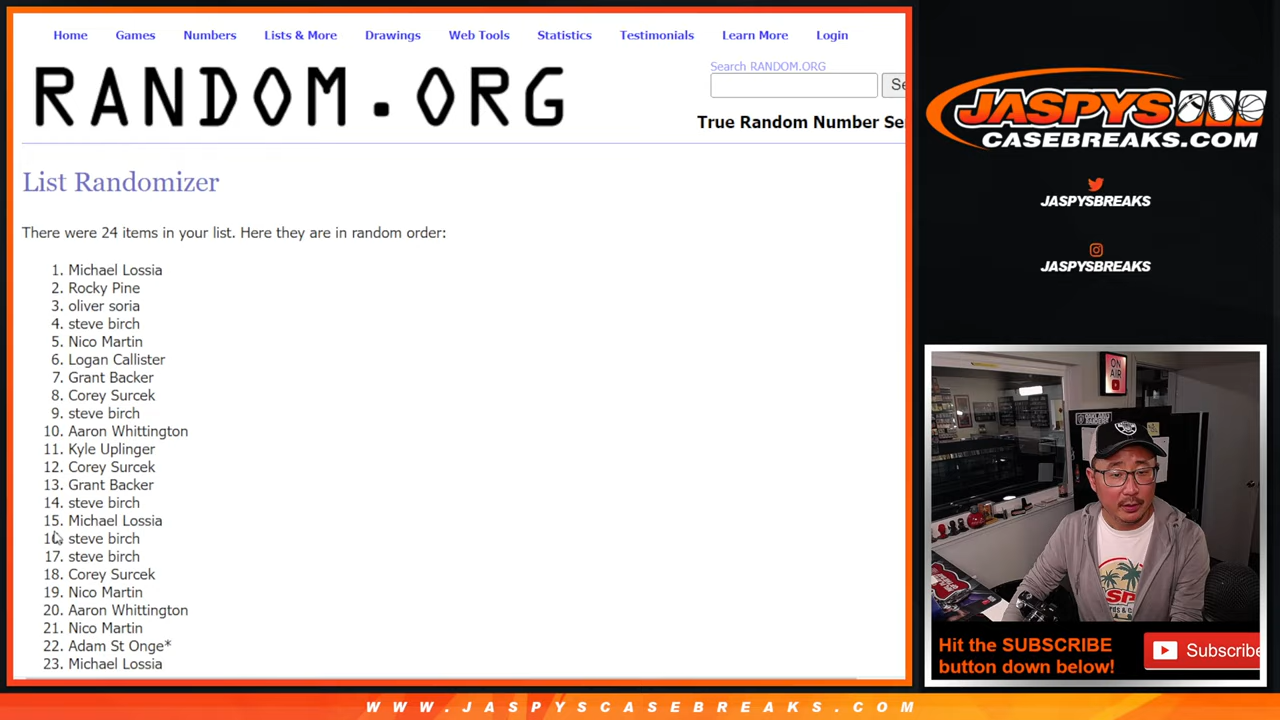 Home Games Numbers Lists & More Drawings Web Tools Statistics Testimonials Learn More Login
Search RANDOM.ORG
RANDOM.ORG
True Random Number Se
List Randomizer
There were 24 items in your list. Here they are in random order:
1. Michael Lossia
2. Rocky Pine
3. oliver soria
4. steve birch
5. Nico Martin
6. Logan Callister
7. Grant Backer
8. Corey Surcek
9. steve birch
10. Aaron Whittington
11. Kyle Uplinger
12. Corey Surcek
13. Grant Backer
14. steve birch
15. Michael Lossia
16. steve birch
17. steve birch
18. Corey Surcek
19. Nico Martin
20. Aaron Whittington
21. Nico Martin
22. Adam St Onge*
23. Michael Lossia
JASPYS
CASEBREAKS.COM
JASPYSBREAKS
JASPYSBREAKS
ON
AIR
JASPYS
Hit the SUBSCRIBE
button down below!
Subscribe
WWW.JASPYSCASEBREAKS.COM